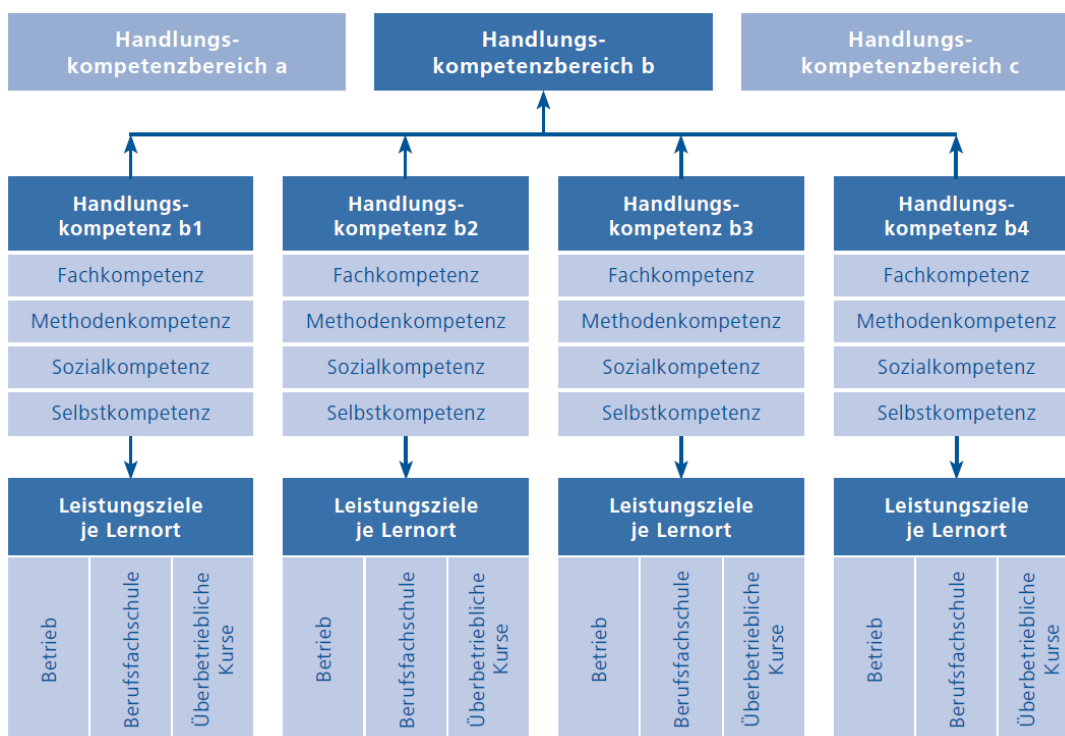 Handlungs-
kompetenzbereich a
Handlungs-
kompetenzbereich b
Handlungs-
kompetenzbereich c
Handlungs-
kompetenz b1
Fachkompetenz
Methodenkompetenz
Sozialkompetenz
Selbstkompetenz
Leistungsziele
je Lernort
Betrieb
Berufsfachschule
Überbetriebliche
Kurse
Handlungs-
kompetenz b2
Fachkompetenz
Methodenkompetenz
Sozialkompetenz
Selbstkompetenz
Leistungsziele
je Lernort
Betrieb
Berufsfachschule
Überbetriebliche
Kurse
Handlungs-
kompetenz b3
Fachkompetenz
Methodenkompetenz
Sozialkompetenz
Selbstkompetenz
Leistungsziele
je Lernort
Betrieb
Berufsfachschule
Überbetriebliche
Kurse
Handlungs-
kompetenz b4
Fachkompetenz
Methodenkompetenz
Sozialkompetenz
Selbstkompetenz
Leistungsziele
je Lernort
Betrieb
Berufsfachschule
Überbetriebliche
Kurse